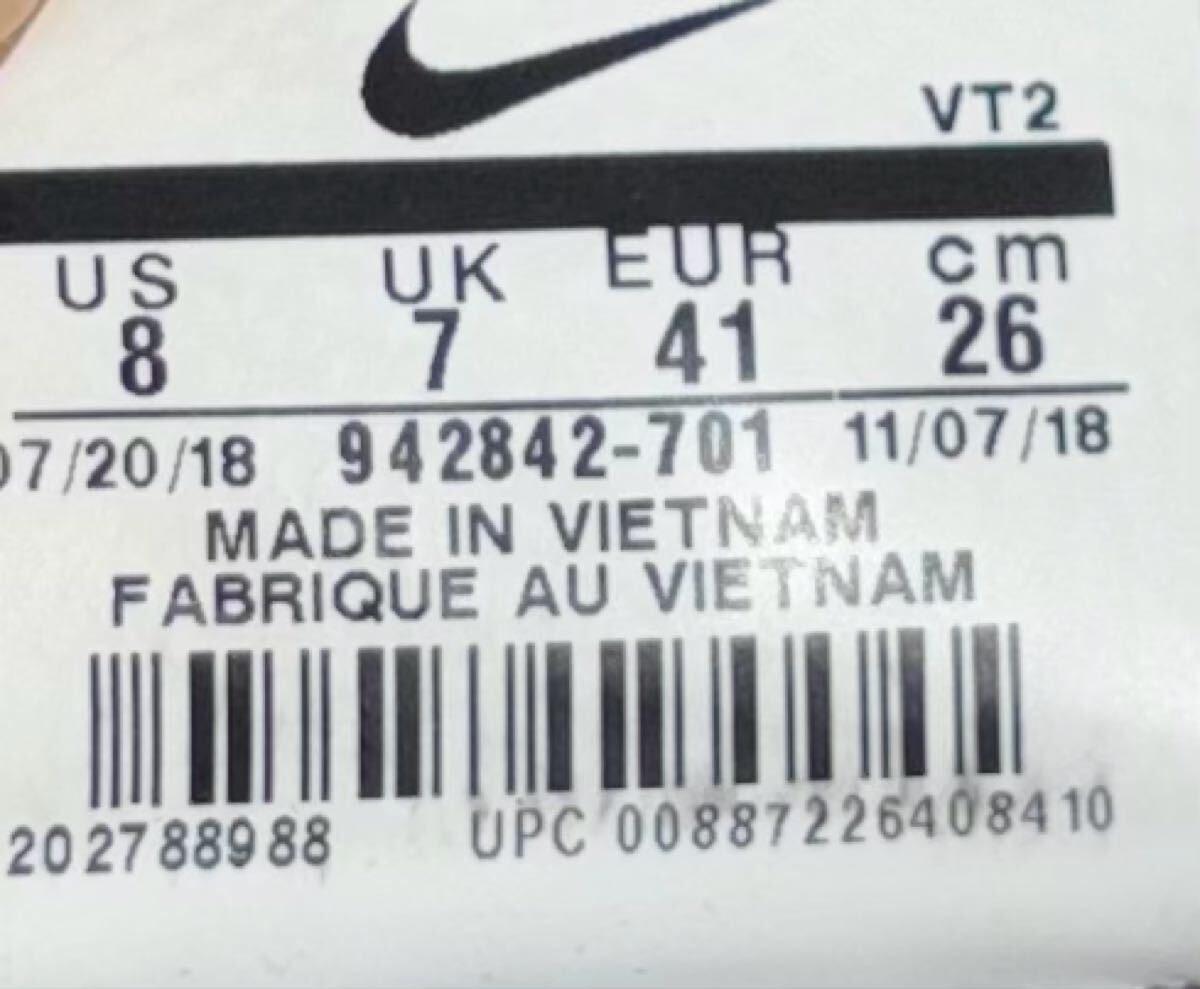 VT2
US UK EUR cm
8 7 41 26
07/20/18 942842-701 11/07/18
MADE IN VIETNAM
FABRIQUE AU VIETNAM
202788988 UPC 00887226408410